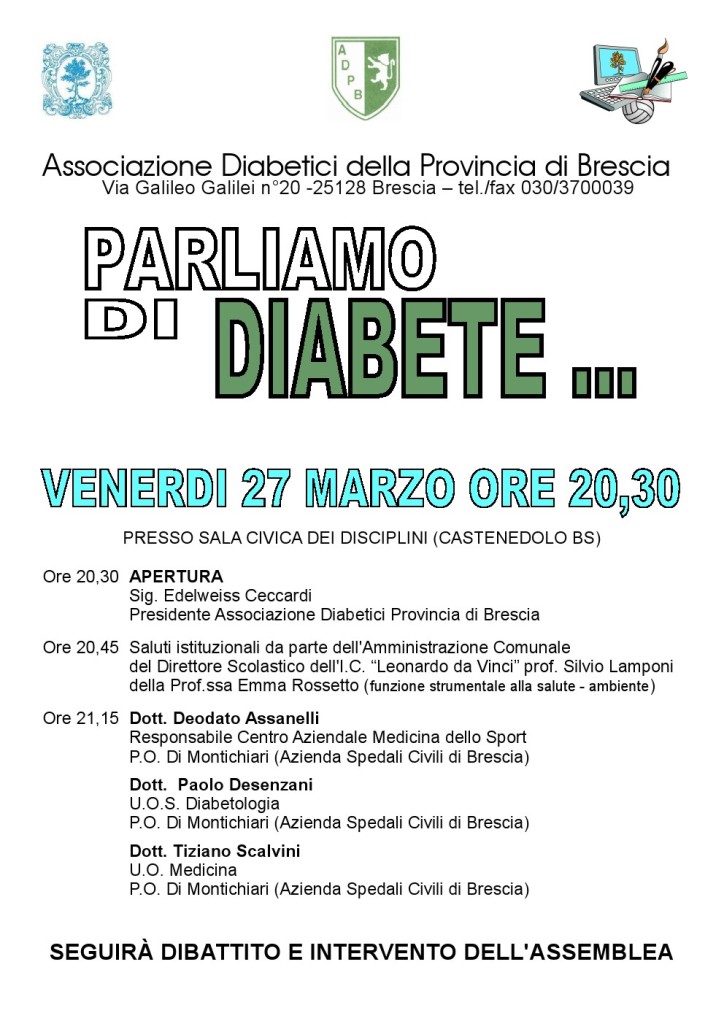 A
D
P
B
Associazione Diabetici della Provincia di Brescia
Via Galileo Galilei n°20 -25128 Brescia – tel./fax 030/3700039
PARLIAMO
DI DIABETE ...
VENERDI 27 MARZO ORE 20,30
PRESSO SALA CIVICA DEI DISCIPLINI (CASTENEDOLO BS)
Ore 20,30 APERTURA
Sig. Edelweiss Ceccardi
Presidente Associazione Diabetici Provincia di Brescia
Ore 20,45 Saluti istituzionali da parte dell'Amministrazione Comunale
del Direttore Scolastico dell'I.C. “Leonardo da Vinci” prof. Silvio Lamponi
della Prof.ssa Emma Rossetto (funzione strumentale alla salute - ambiente)
Ore 21,15 Dott. Deodato Assanelli
Responsabile Centro Aziendale Medicina dello Sport
P.O. Di Montichiari (Azienda Spedali Civili di Brescia)
Dott. Paolo Desenzani
U.O.S. Diabetologia
P.O. Di Montichiari (Azienda Spedali Civili di Brescia)
Dott. Tiziano Scalvini
U.O. Medicina
P.O. Di Montichiari (Azienda Spedali Civili di Brescia)
SEGUIRÀ DIBATTITO E INTERVENTO DELL'ASSEMBLEA